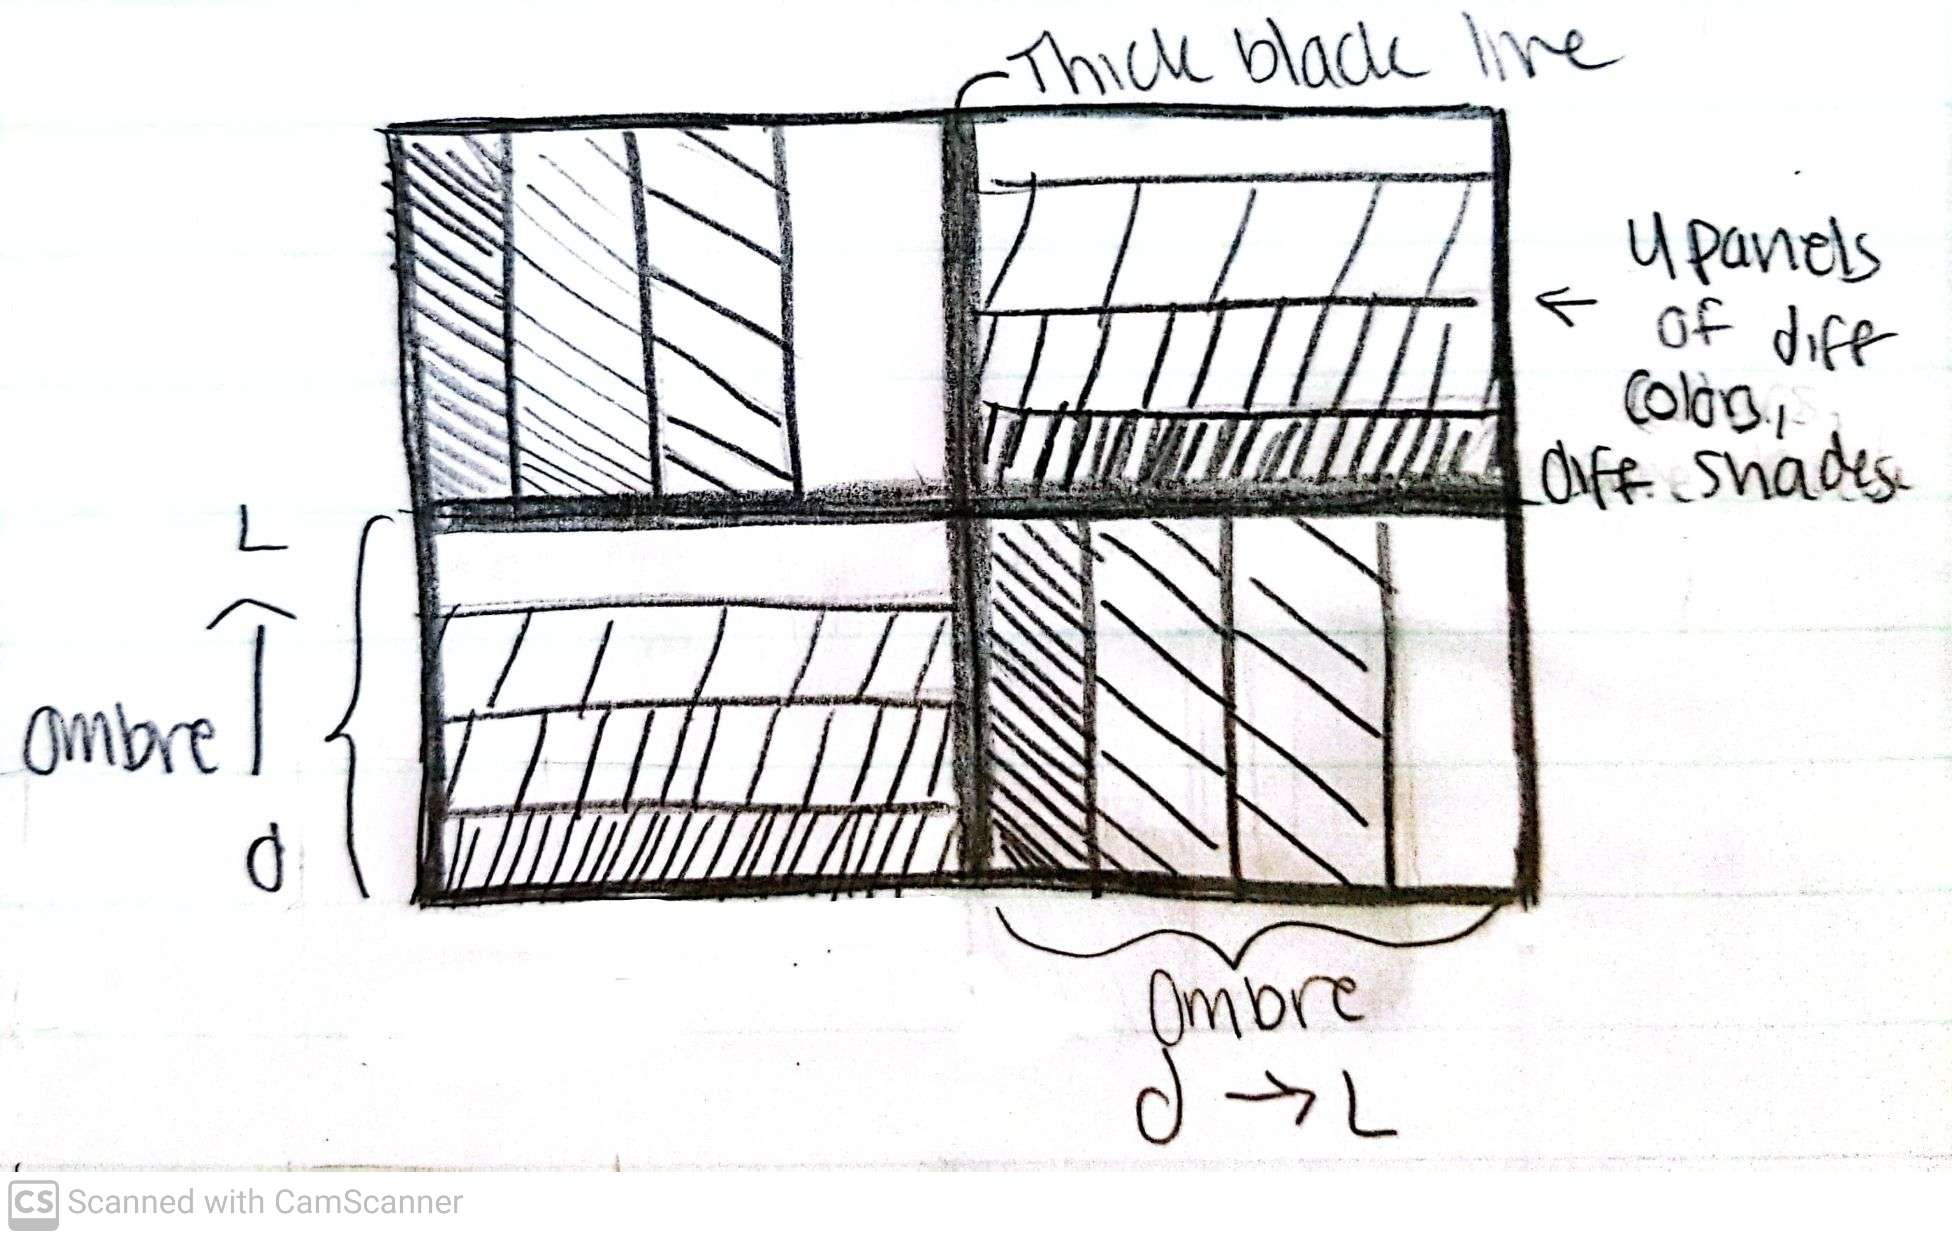 Thick black line
4 panels
of diff
colors,
diff. shades.
L
ombre
d
ombre
d → L
CS Scanned with CamScanner